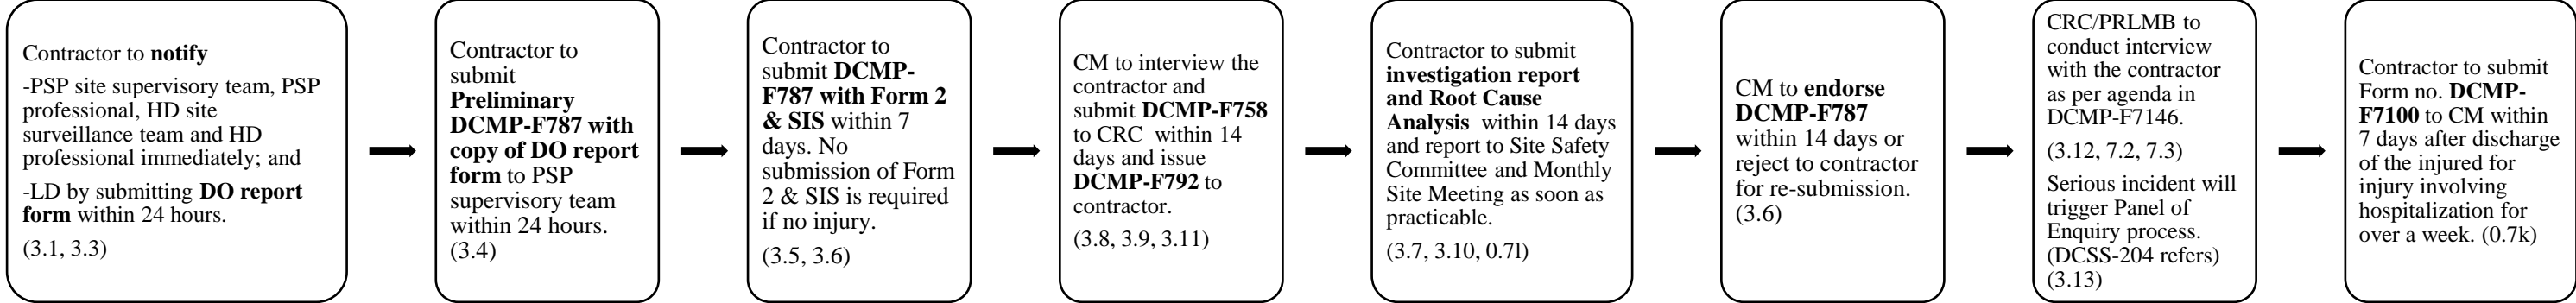 Contractor to notify
-PSP site supervisory team, PSP
professional, HD site
surveillance team and HD
professional immediately; and
-LD by submitting DO report
form within 24 hours.
(3.1, 3.3)
Contractor to
submit
Preliminary
DCMP-F787 with
copy of DO report
form to PSP
supervisory team
within 24 hours.
(3.4)
Contractor to
submit DCMP-
F787 with Form 2
& SIS within 7
days. No
submission of Form
2 & SIS is required
if no injury.
(3.5, 3.6)
CM to interview the
contractor and
submit DCMP-F758
to CRC within 14
days and issue
DCMP-F792 to
contractor.
(3.8, 3.9, 3.11)
Contractor to submit
investigation report
and Root Cause
Analysis within 14 days
and report to Site Safety
Committee and Monthly
Site Meeting as soon as
practicable.
(3.7, 3.10, 0.7l)
CM to endorse
DCMP-F787
within 14 days or
reject to contractor
for re-submission.
(3.6)
CRC/PRLMB to
conduct interview
with the contractor
as per agenda in
DCMP-F7146.
(3.12, 7.2, 7.3)
Serious incident will
trigger Panel of
Enquiry process.
(DCSS-204 refers)
(3.13)
Contractor to submit
Form no. DCMP-
F7100 to CM within
7 days after discharge
of the injured for
injury involving
hospitalization for
over a week. (0.7k)